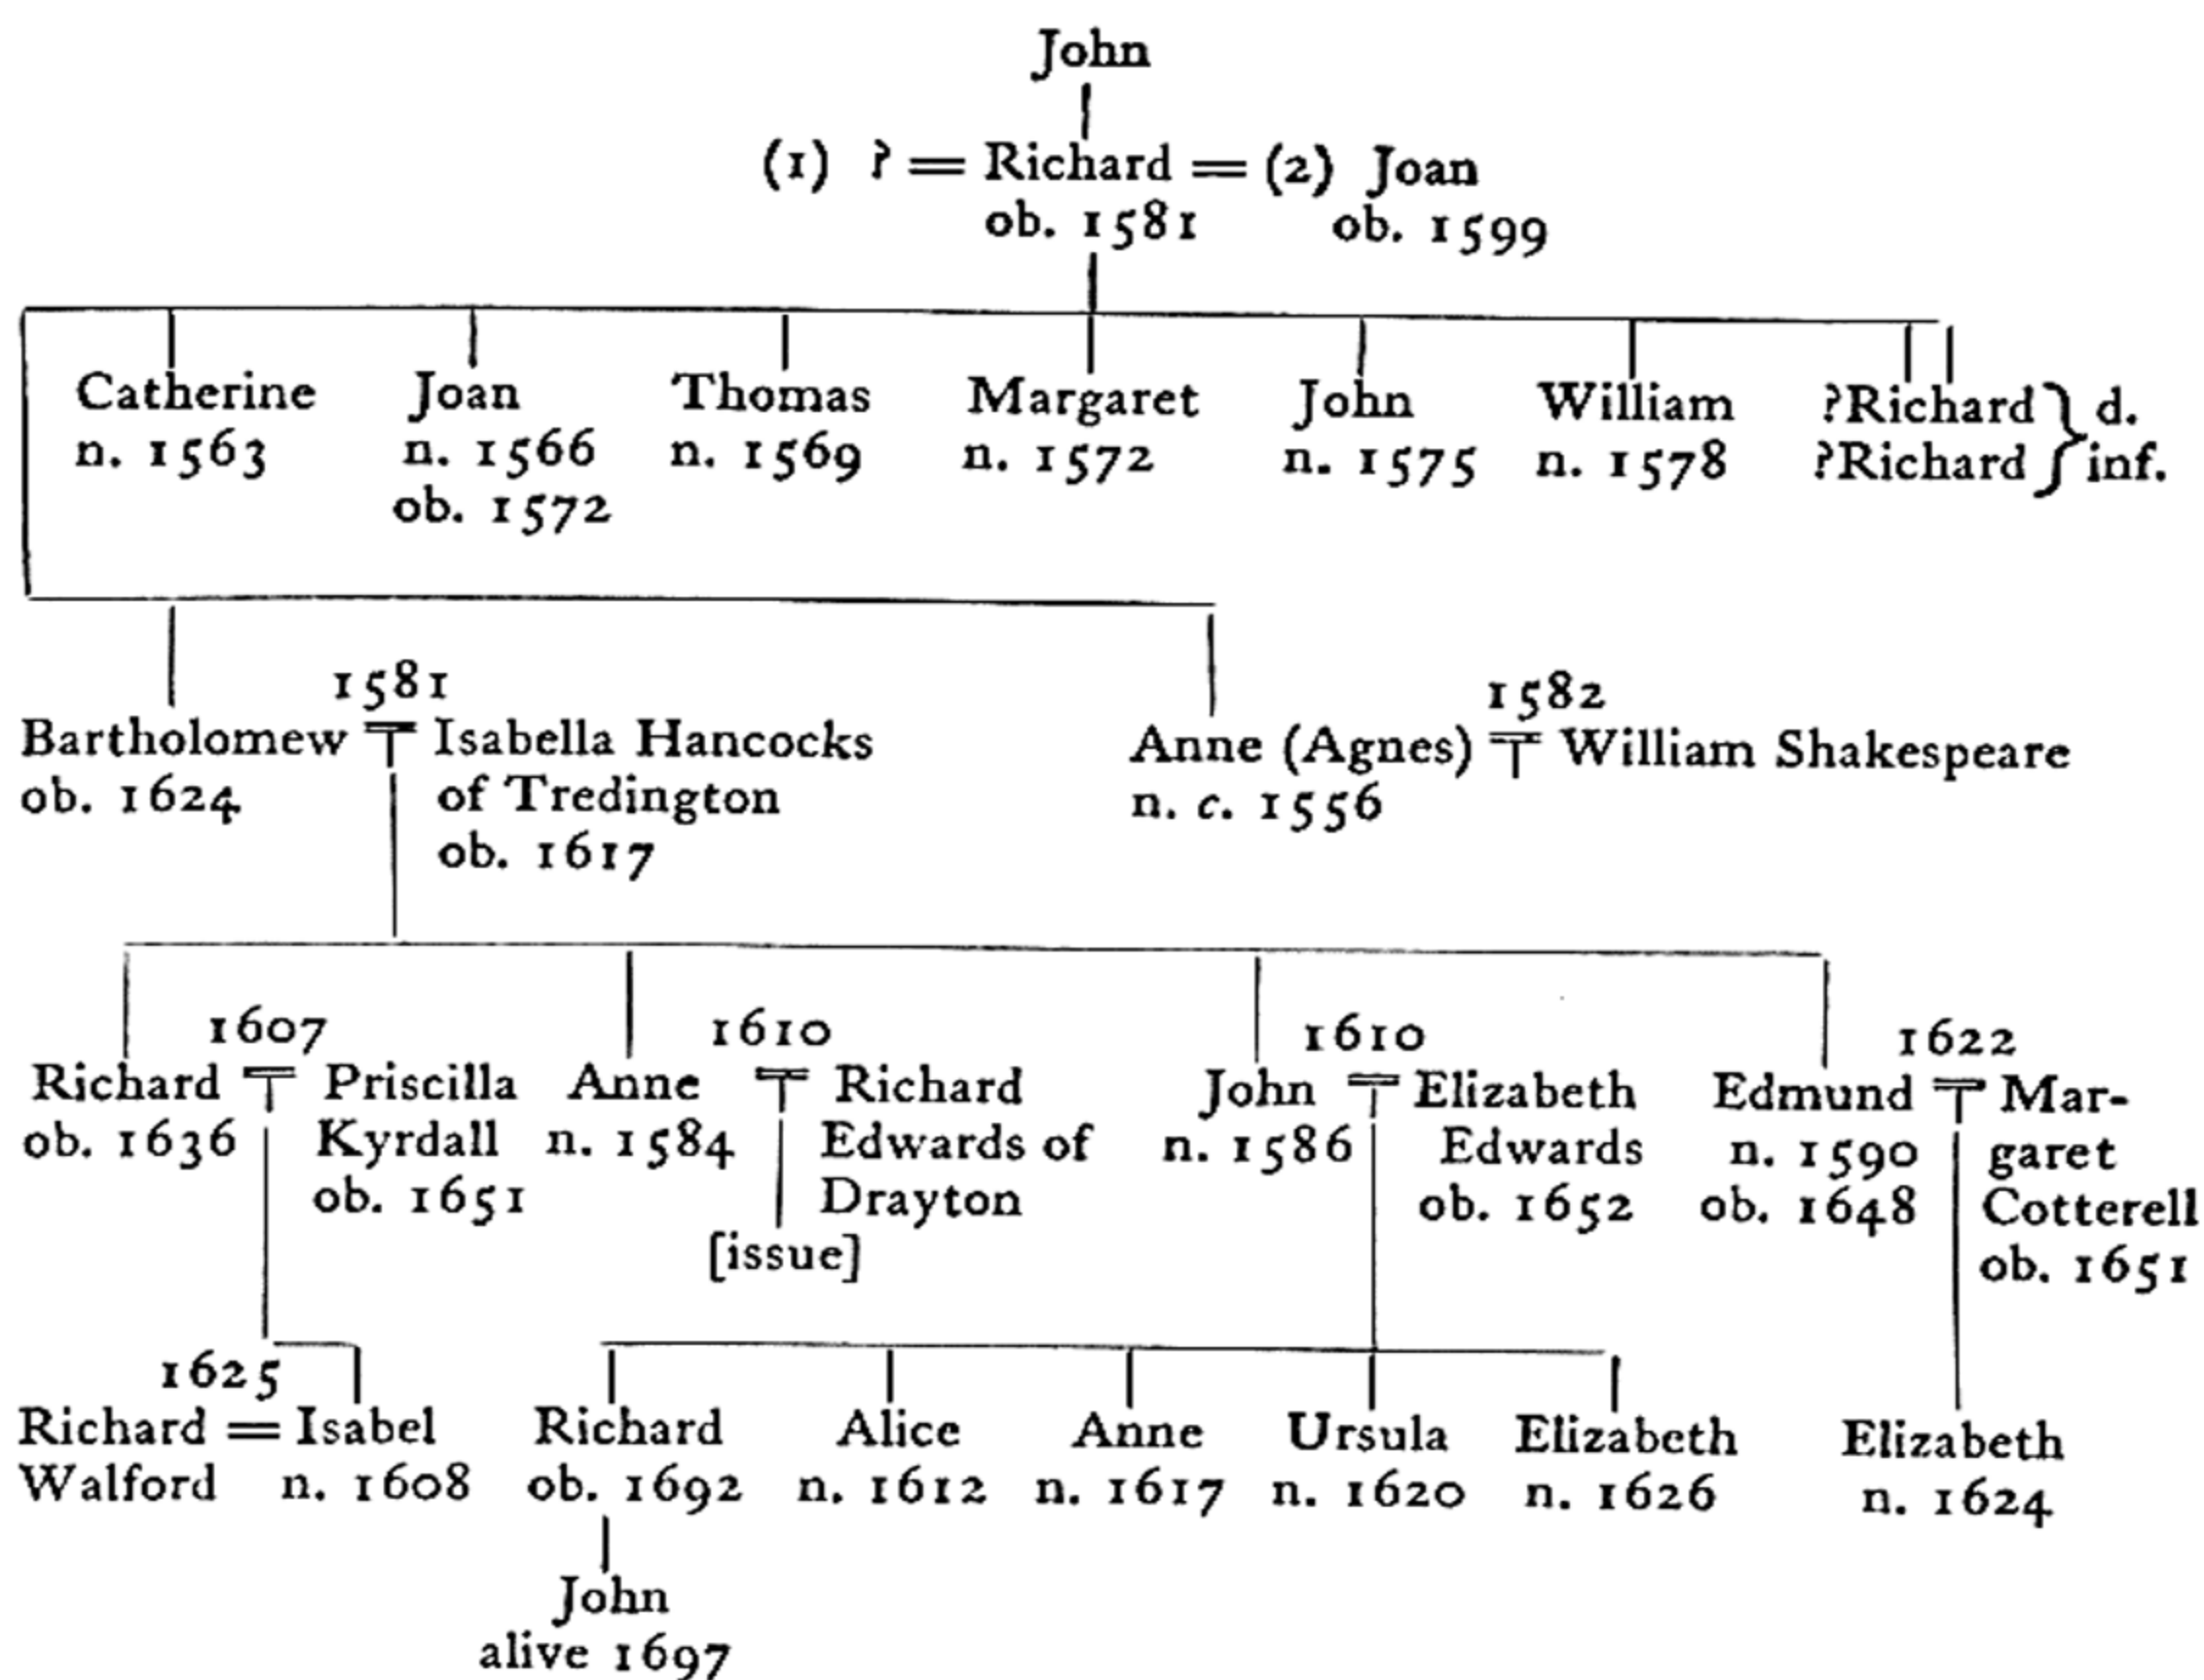 John
(1) ? = Richard = (2) Joan
ob. 1581 ob. 1599
Catherine Joan Thomas Margaret John William ?Richard } d.
n. 1563 n. 1566 n. 1569 n. 1572 n. 1575 n. 1578 ?Richard } inf.
ob. 1572
1581 1582
Bartholomew = Isabella Hancocks Anne (Agnes) = William Shakespeare
ob. 1624 of Tredington n. c. 1556
ob. 1617
1607 1610 1610 1622
Richard = Priscilla Anne = Richard John = Elizabeth Edmund = Mar-
ob. 1636 Kyrdall n. 1584 Edwards of n. 1586 Edwards n. 1590 garet
ob. 1651 Drayton ob. 1652 ob. 1648 Cotterell
[issue] ob. 1651
1625
Richard = Isabel Richard Alice Anne Ursula Elizabeth Elizabeth
Walford n. 1608 ob. 1692 n. 1612 n. 1617 n. 1620 n. 1626 n. 1624
John
alive 1697